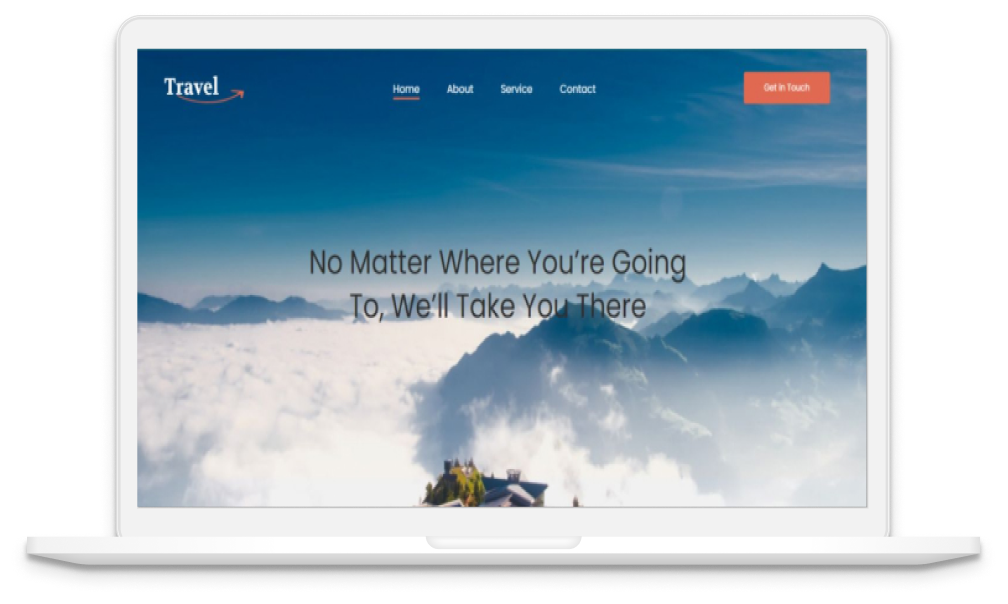 Travel
Home
About
Service
Contact
Get In Touch
No Matter Where You're Going
To, We'll Take You There